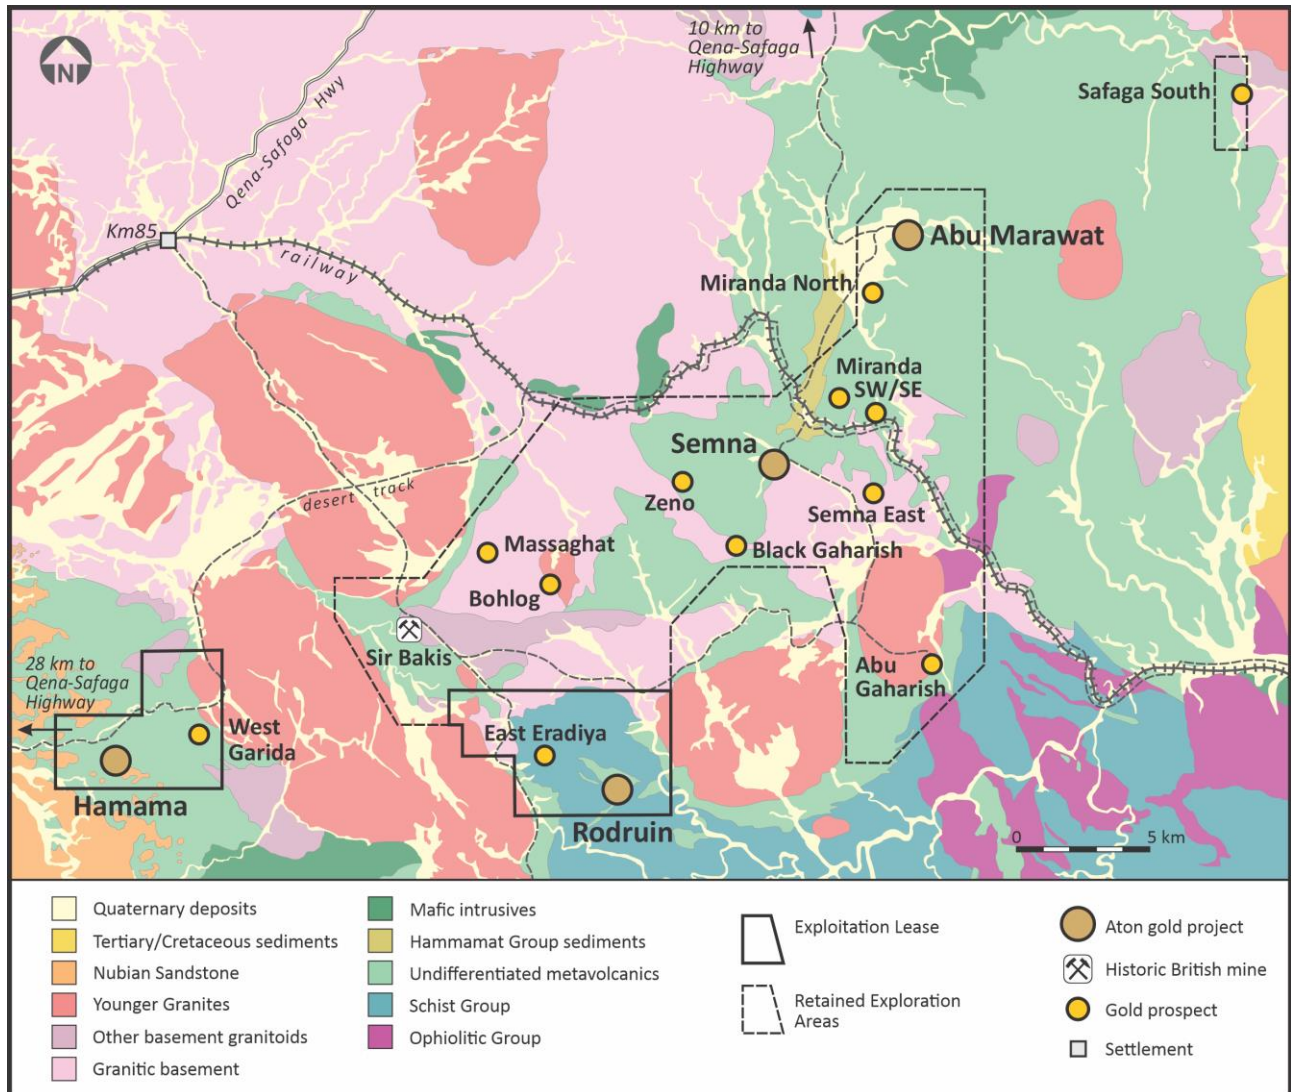 N
10 km to
Qena-Safaga
Highway
Safaga South
Qena-Safoga Hwy
Km85
railway
Abu Marawat
Miranda North
Miranda
SW/SE
Semna
desert track
Zeno
Semna East
Massaghat
Black Gaharish
Bohlog
Sir Bakis
28 km to
Qena-Safaga
Highway
Abu
Gaharish
West
Garida
East Eradiya
Hamama
Rodruin
0 5 km
Quaternary deposits
Tertiary/Cretaceous sediments
Nubian Sandstone
Younger Granites
Other basement granitoids
Granitic basement
Mafic intrusives
Hammamat Group sediments
Undifferentiated metavolcanics
Schist Group
Ophiolitic Group
Exploitation Lease
Retained Exploration
Areas
Aton gold project
Historic British mine
Gold prospect
Settlement